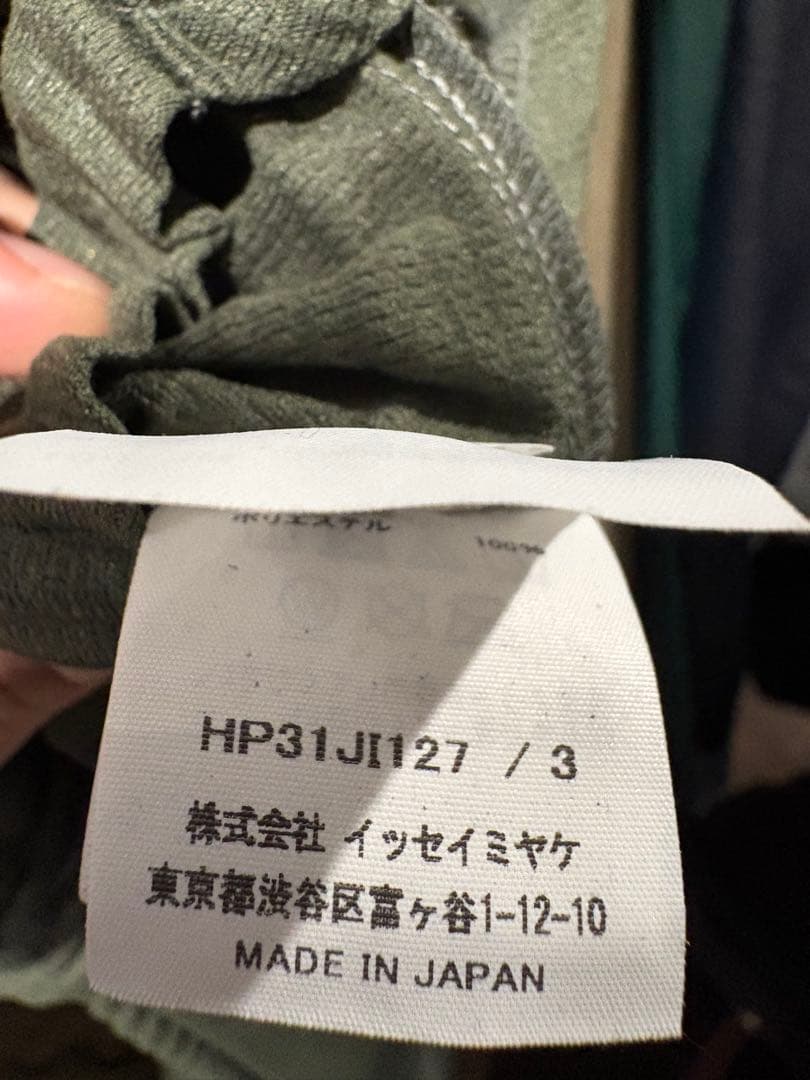 ポリエステル 100%
HP31JI127 / 3
株式会社 イッセイミヤケ
東京都渋谷区富ヶ谷1-12-10
MADE IN JAPAN